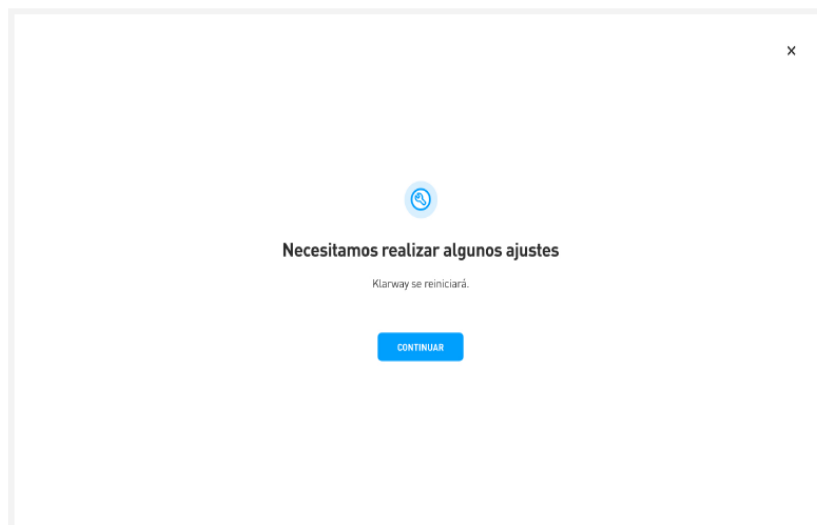 Necesitamos realizar algunos ajustes
Klarway se reiniciará.
CONTINUAR